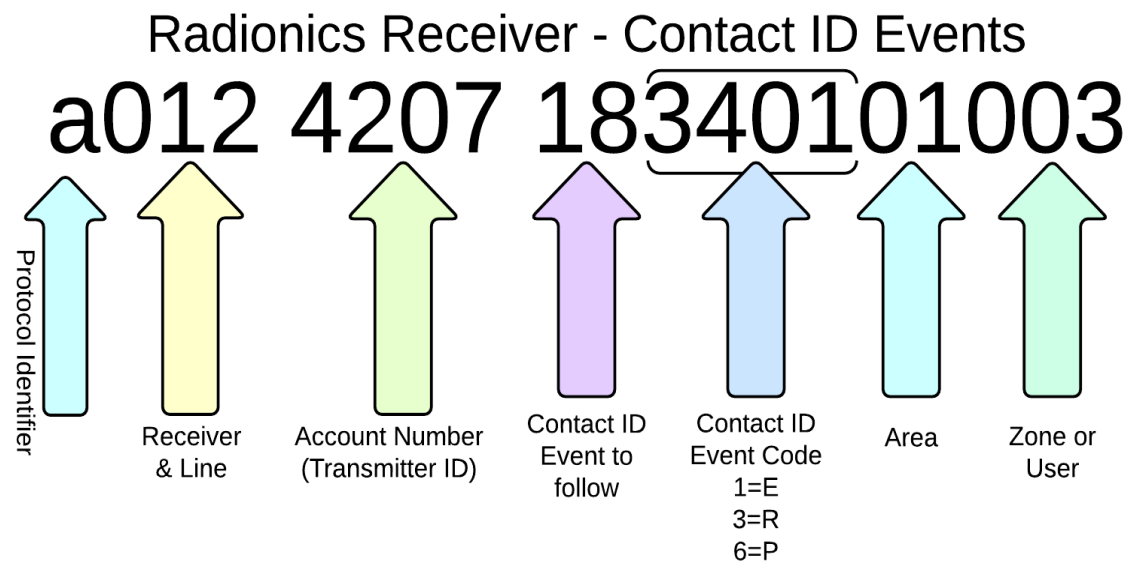 Radionics Receiver - Contact ID Events
a012 4207 18340101003
Protocol Identifier
Receiver
& Line
Account Number
(Transmitter ID)
Contact ID
Event to
follow
Contact ID
Event Code
1=E
3=R
6=P
Area
Zone or
User